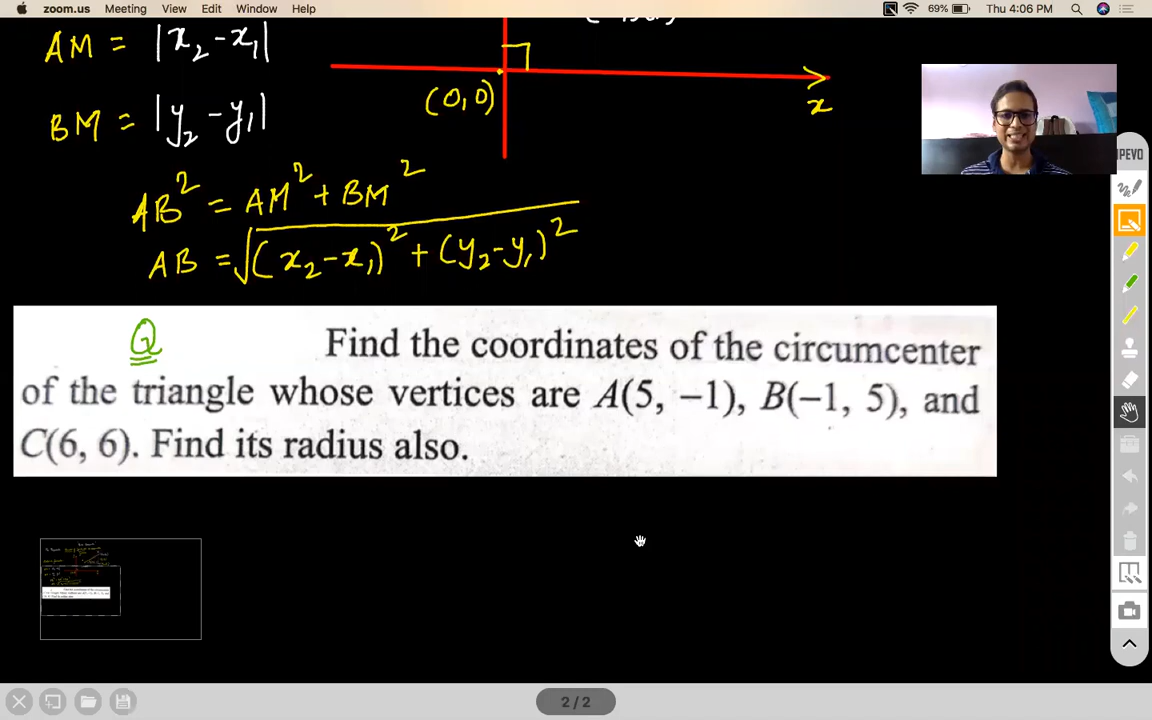 zoom.us Meeting View Edit Window Help 69% Thu 4:06 PM
AM = |x₂-x₁|
(0,0)
x
BM = |y₂-y₁|
IPEVO
AB² = AM² + BM²
AB = √(x₂-x₁)² + (y₂-y₁)²
Q Find the coordinates of the circumcenter
of the triangle whose vertices are A(5, −1), B(−1, 5), and
C(6, 6). Find its radius also.
2/2